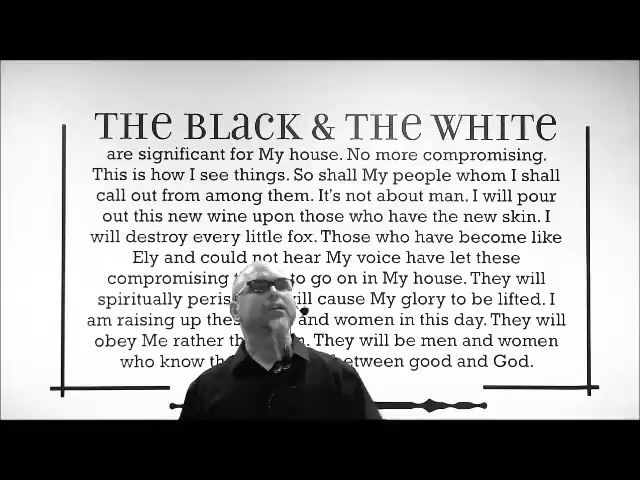 THE BLACK & THE WHITE
are significant for My house. No more compromising.
This is how I see things. So shall My people whom I shall
call out from among them. It's not about man. I will pour
out this new wine upon those who have the new skin. I
will destroy every little fox. Those who have become like
Ely and could not hear My voice have let these
compromising to go on in My house. They will
spiritually will cause My glory to be lifted. I
am raising up and women in this day. They will
obey Me rather They will be men and women
who know between good and God.